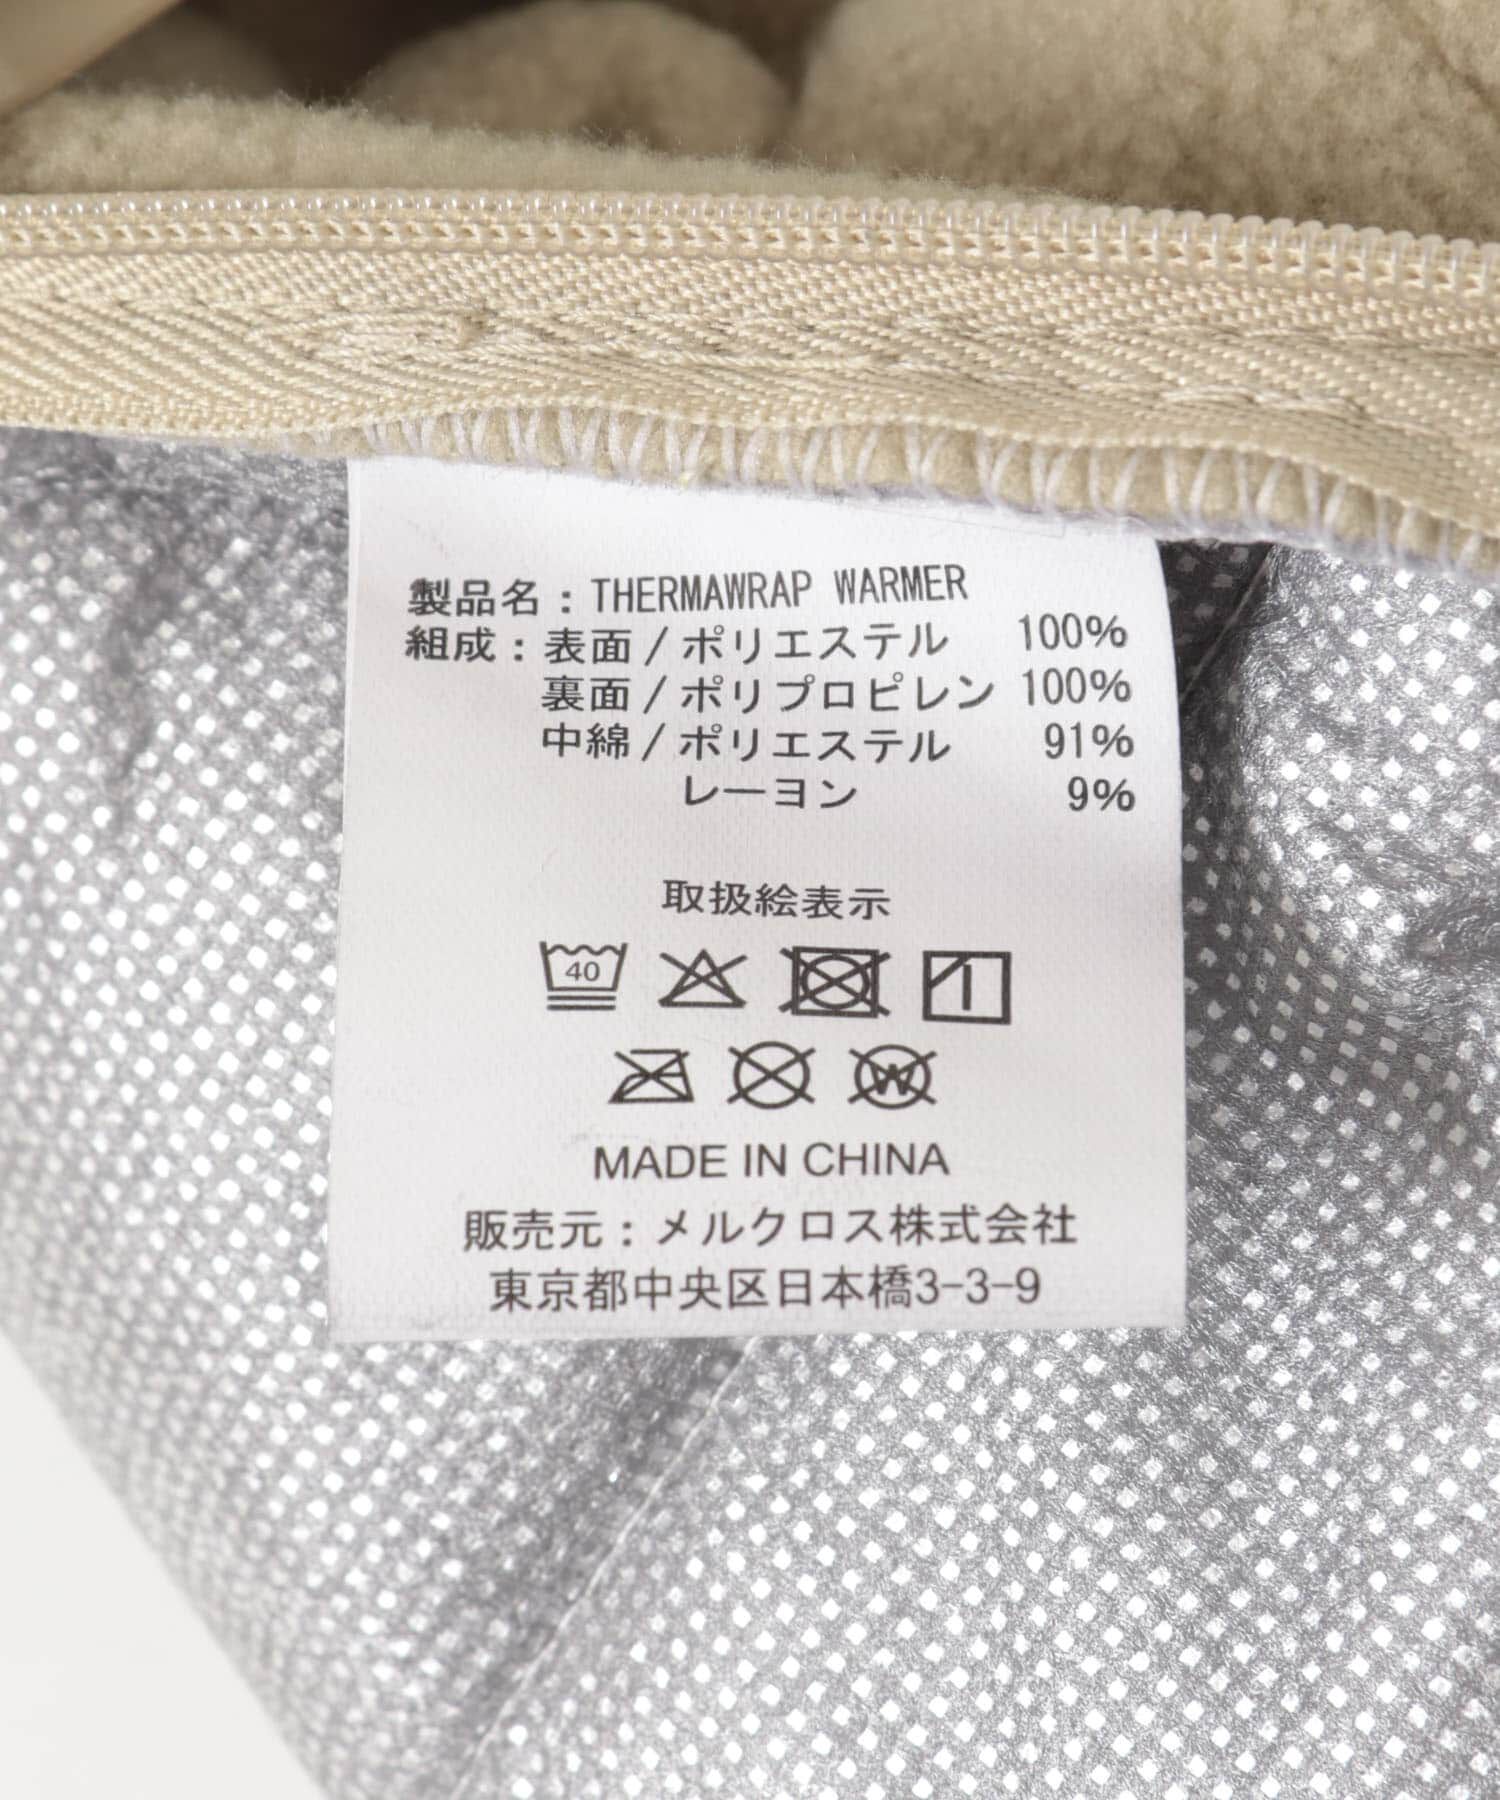 製品名：THERMAWRAP WARMER
組成：表面/ポリエステル 100%
裏面/ポリプロピレン 100%
中綿/ポリエステル 91%
レーヨン 9%
取扱絵表示
40
W
MADE IN CHINA
販売元：メルクロス株式会社
東京都中央区日本橋3-3-9